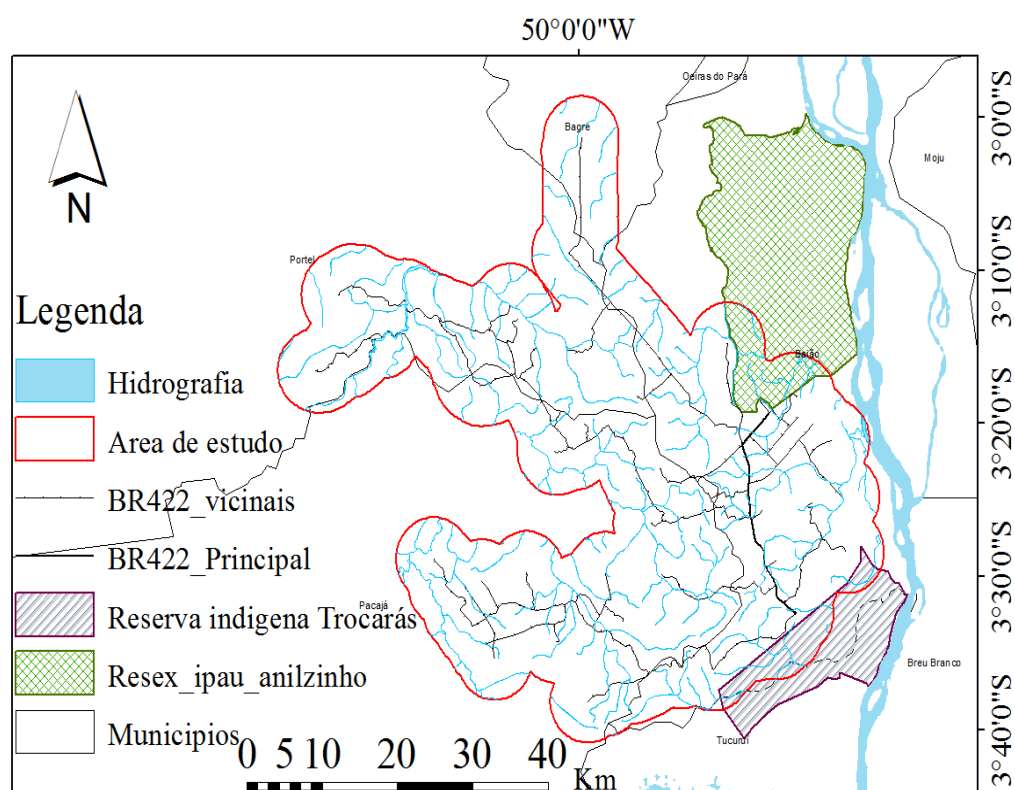 50°0'0"W
Oeiras do Pará
3°0'0"S
Bagre
Moju
N
Portel
3°10'0"S
Legenda
Baião
Hidrografia
3°20'0"S
Area de estudo
BR422_vicinais
BR422_Principal
3°30'0"S
Pacajá
Reserva indigena Trocarás
Breu Branco
Resex_ipau_anilzinho
3°40'0"S
Tucuruí
Municipios
0 5 10 20 30 40
Km